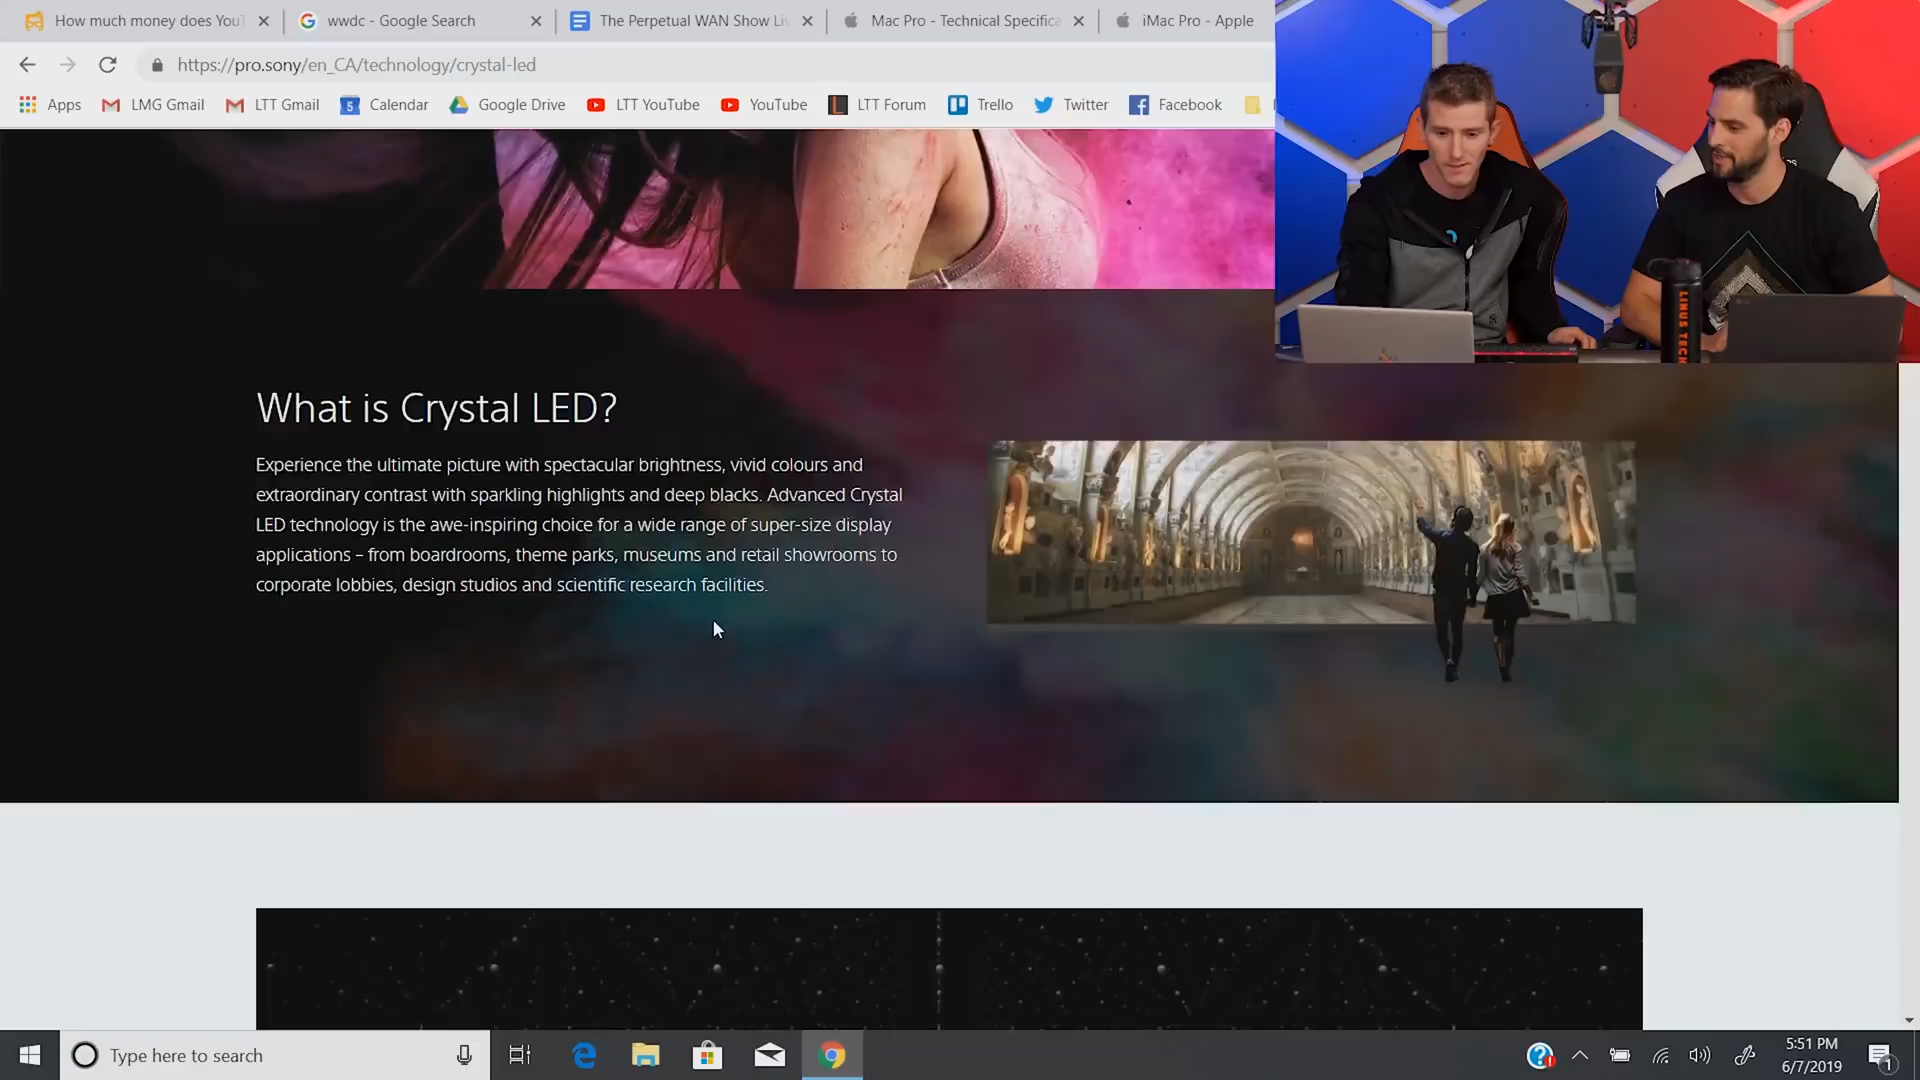 How much money does You
wwdc - Google Search
The Perpetual WAN Show Li
Mac Pro - Technical Specifica
iMac Pro - Apple
https://pro.sony/en_CA/technology/crystal-led
Apps
LMG Gmail
LTT Gmail
5
Calendar
Google Drive
LTT YouTube
YouTube
LTT Forum
Trello
Twitter
Facebook
LINUS TECH
What is Crystal LED?
Experience the ultimate picture with spectacular brightness, vivid colours and
extraordinary contrast with sparkling highlights and deep blacks. Advanced Crystal
LED technology is the awe-inspiring choice for a wide range of super-size display
applications – from boardrooms, theme parks, museums and retail showrooms to
corporate lobbies, design studios and scientific research facilities.
Type here to search
5:51 PM
6/7/2019
1